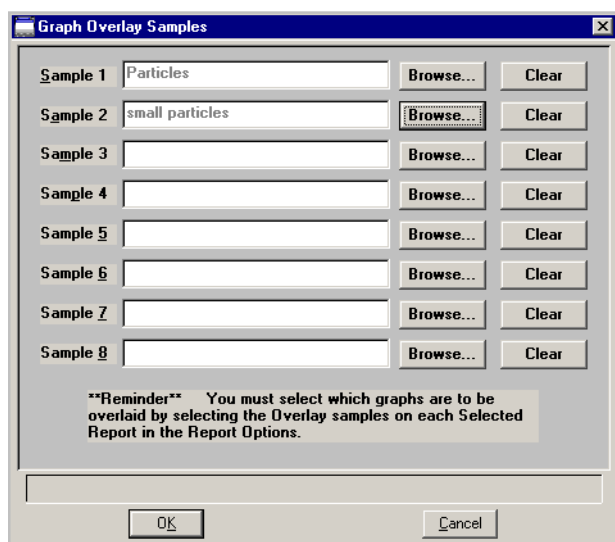 Graph Overlay Samples
Sample 1 Particles Browse... Clear
Sample 2 small particles Browse... Clear
Sample 3 Browse... Clear
Sample 4 Browse... Clear
Sample 5 Browse... Clear
Sample 6 Browse... Clear
Sample 7 Browse... Clear
Sample 8 Browse... Clear
**Reminder** You must select which graphs are to be
overlaid by selecting the Overlay samples on each Selected
Report in the Report Options.
OK Cancel